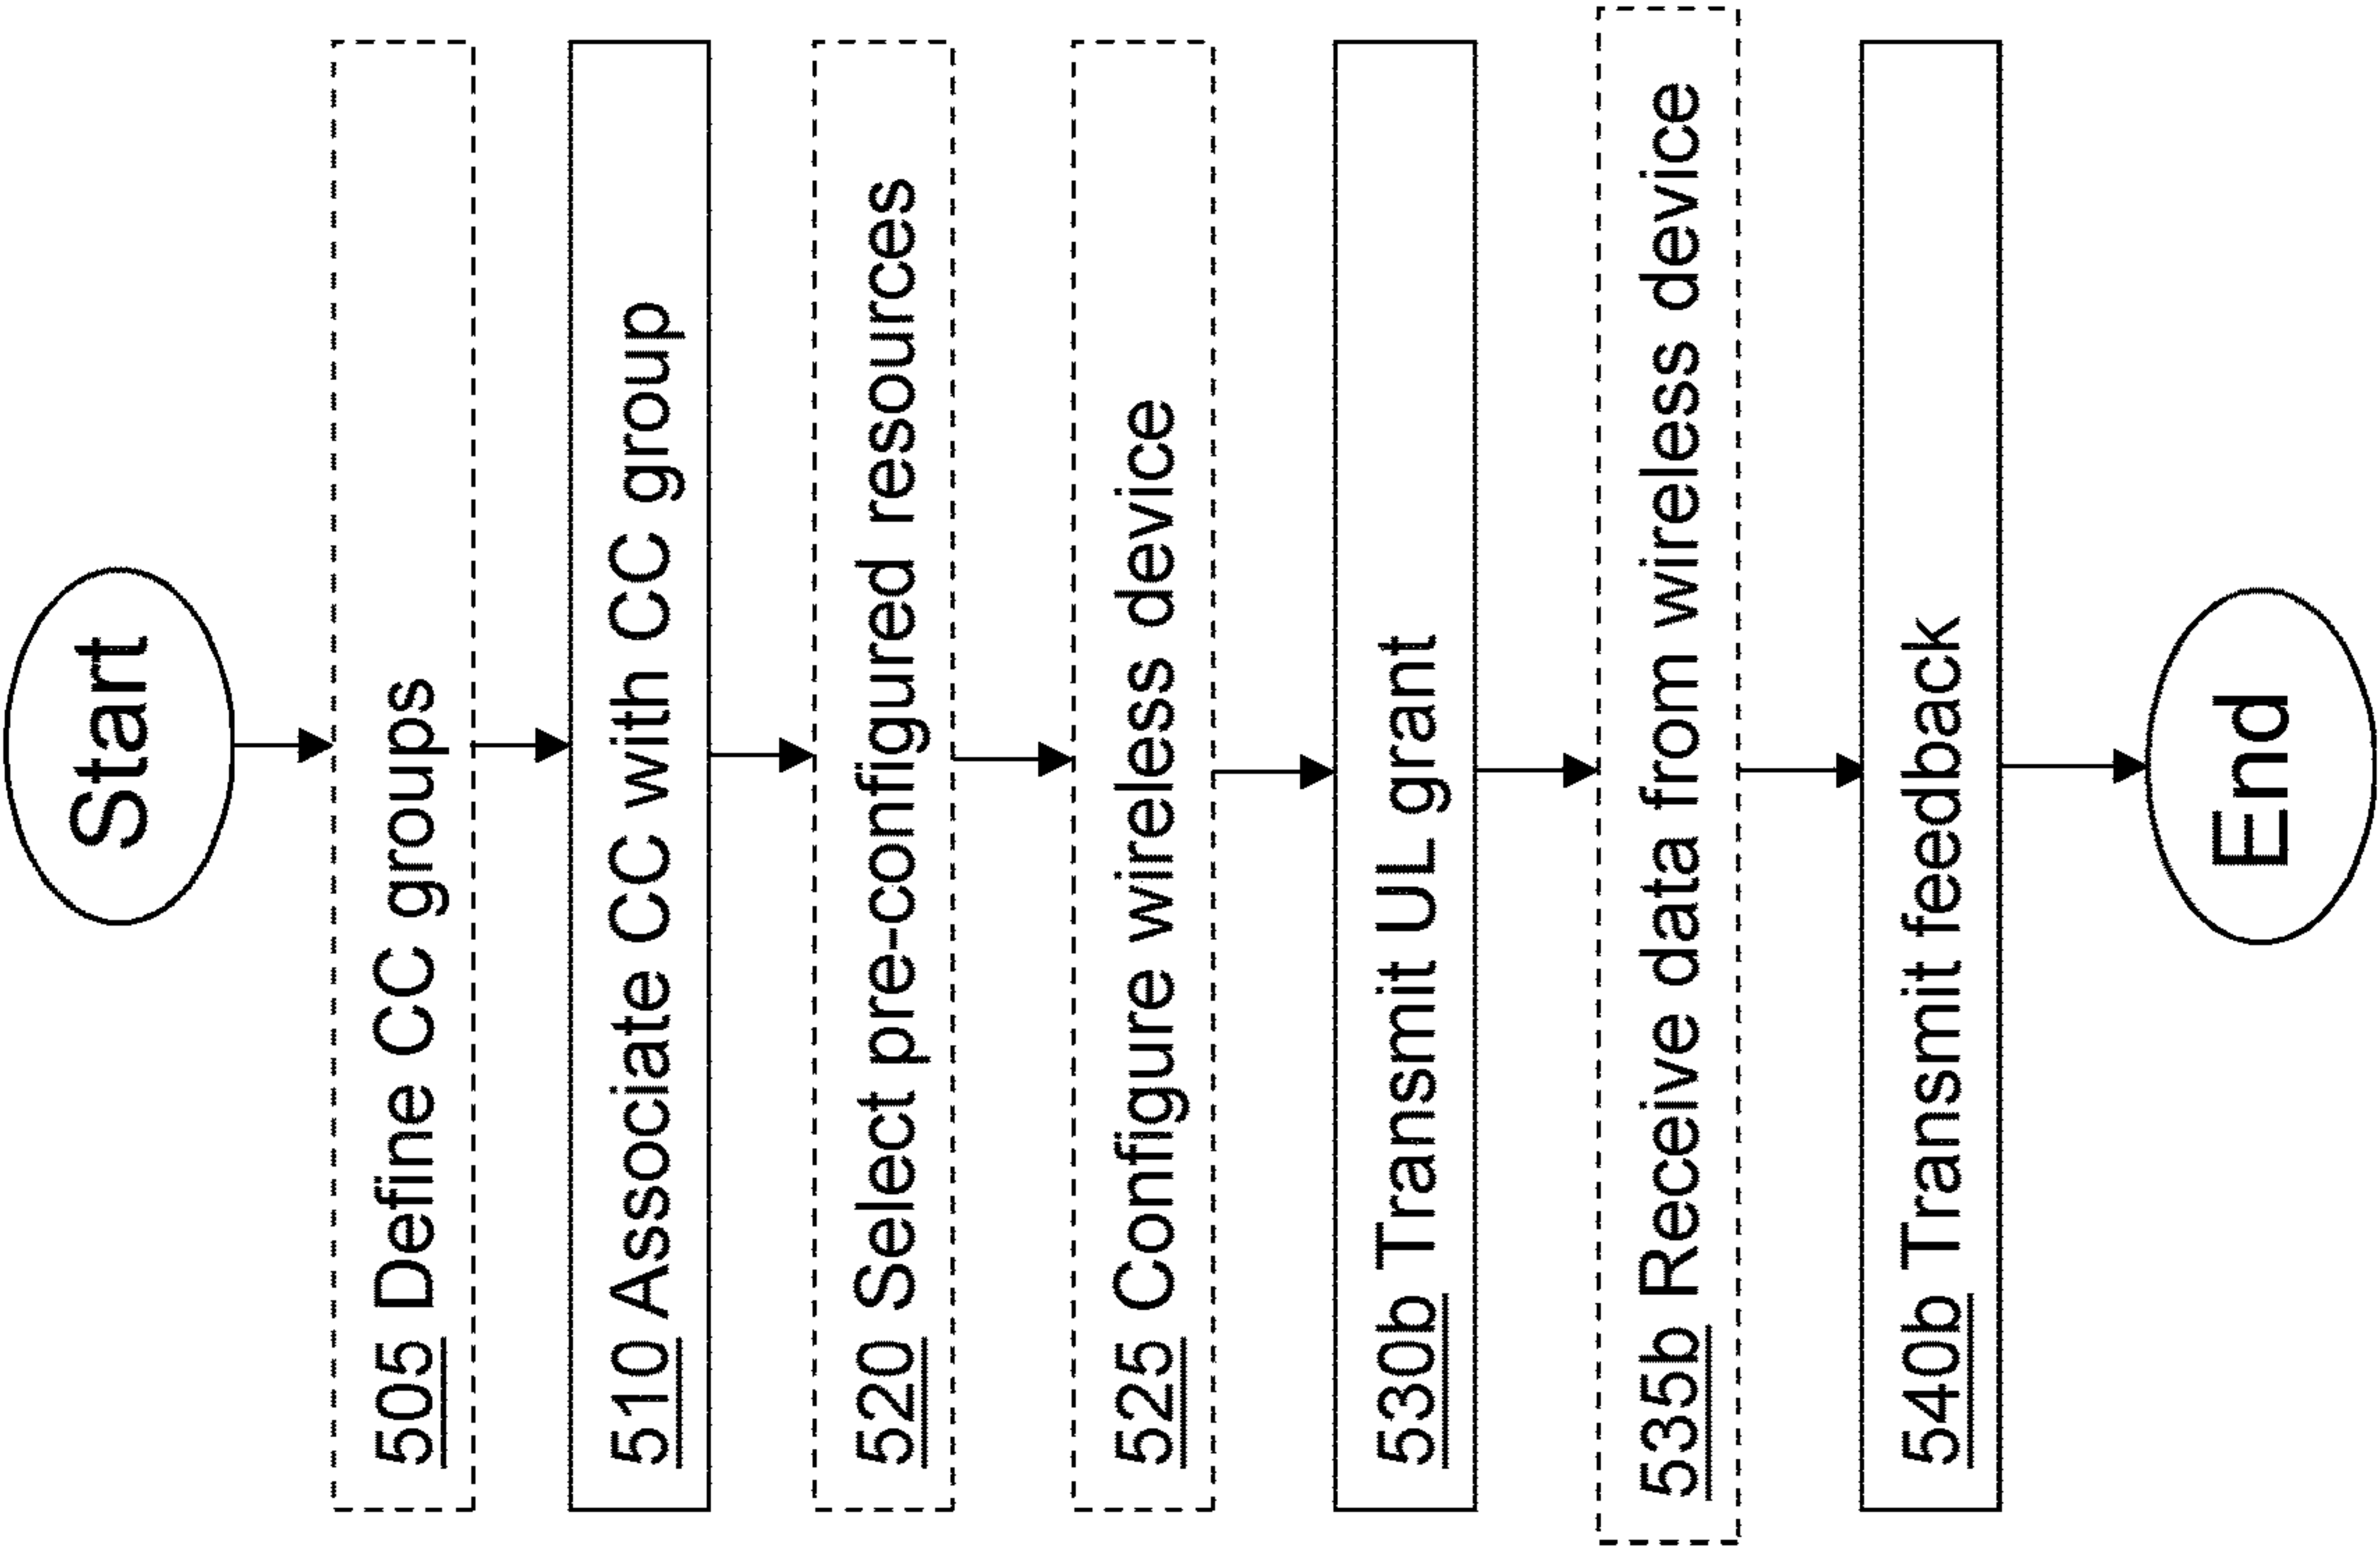 Start
505 Define CC groups
510 Associate CC with CC group
520 Select pre-configured resources
525 Configure wireless device
530b Transmit UL grant
535b Receive data from wireless device
540b Transmit feedback
End